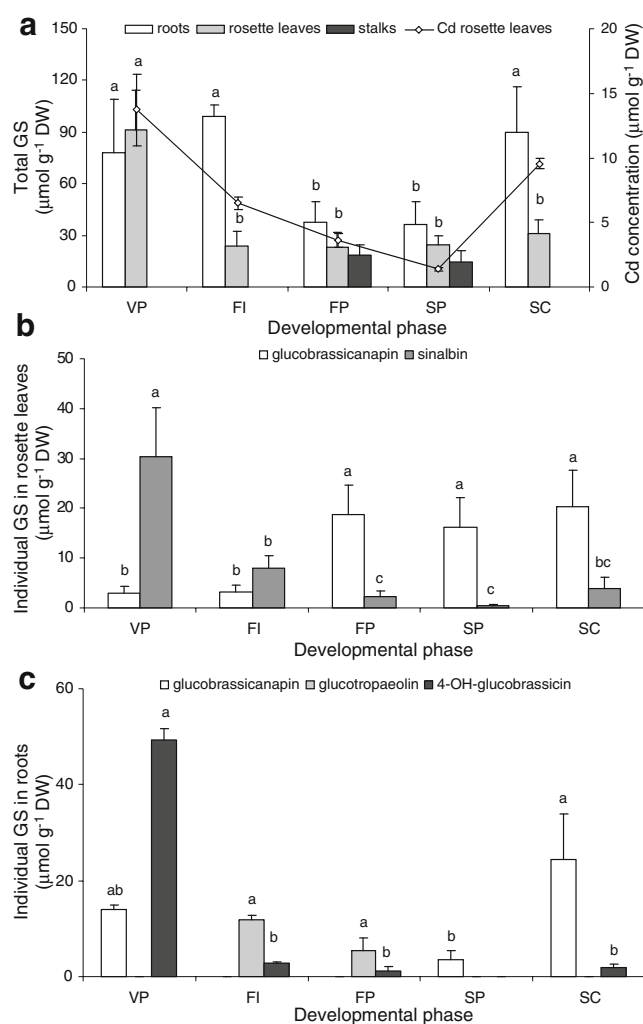 a
roots rosette leaves stalks Cd rosette leaves
150
120
90
60
30
0
Total GS
(μmol g-1 DW)
20
15
10
5
0
Cd concentration (μmol g-1 DW)
a a a b b b b b a b
VP FI FP SP SC
Developmental phase
b
glucobrassicanapin sinalbin
50
40
30
20
10
0
Individual GS in rosette leaves
(μmol g-1 DW)
b a b b a c a c a bc
VP FI FP SP SC
Developmental phase
c
glucobrassicanapin glucotropaeolin 4-OH-glucobrassicin
60
40
20
0
Individual GS in roots
(μmol g-1 DW)
ab a a b a b b a b
VP FI FP SP SC
Developmental phase